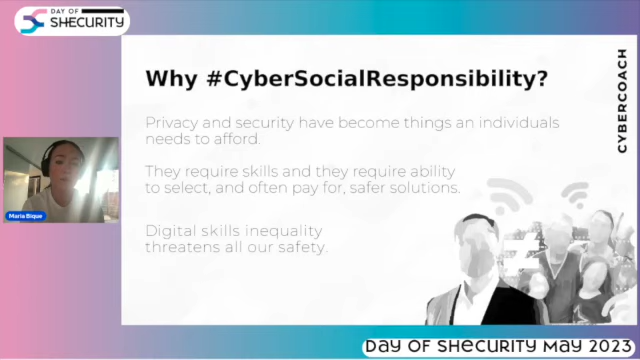 DAY OF
SHECURITY
Why #CyberSocialResponsibility?
Privacy and security have become things an individuals
needs to afford.
They require skills and they require ability
to select, and often pay for, safer solutions.
Digital skills inequality
threatens all our safety.
CYBERCOACH
Maria Bique
DAY OF SHECURITY MAY 2023